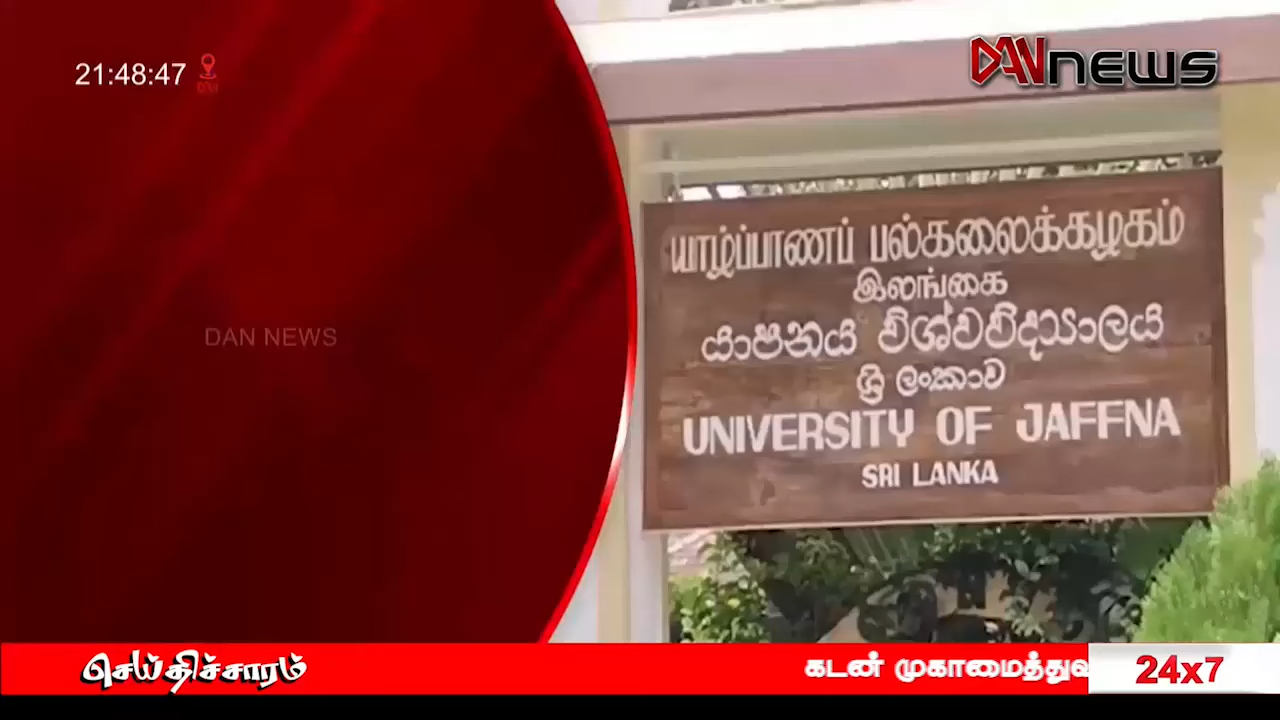 21:48:47
DAN
DANNEWS
DAN NEWS
யாழ்ப்பாணப் பல்கலைக்கழகம்
இலங்கை
යාපනය විශ්වවිද්‍යාලය
ශ්‍රී ලංකාව
UNIVERSITY OF JAFFNA
SRI LANKA
செய்திச்சாரம்
கடன் முகாமைத்துவ
24x7